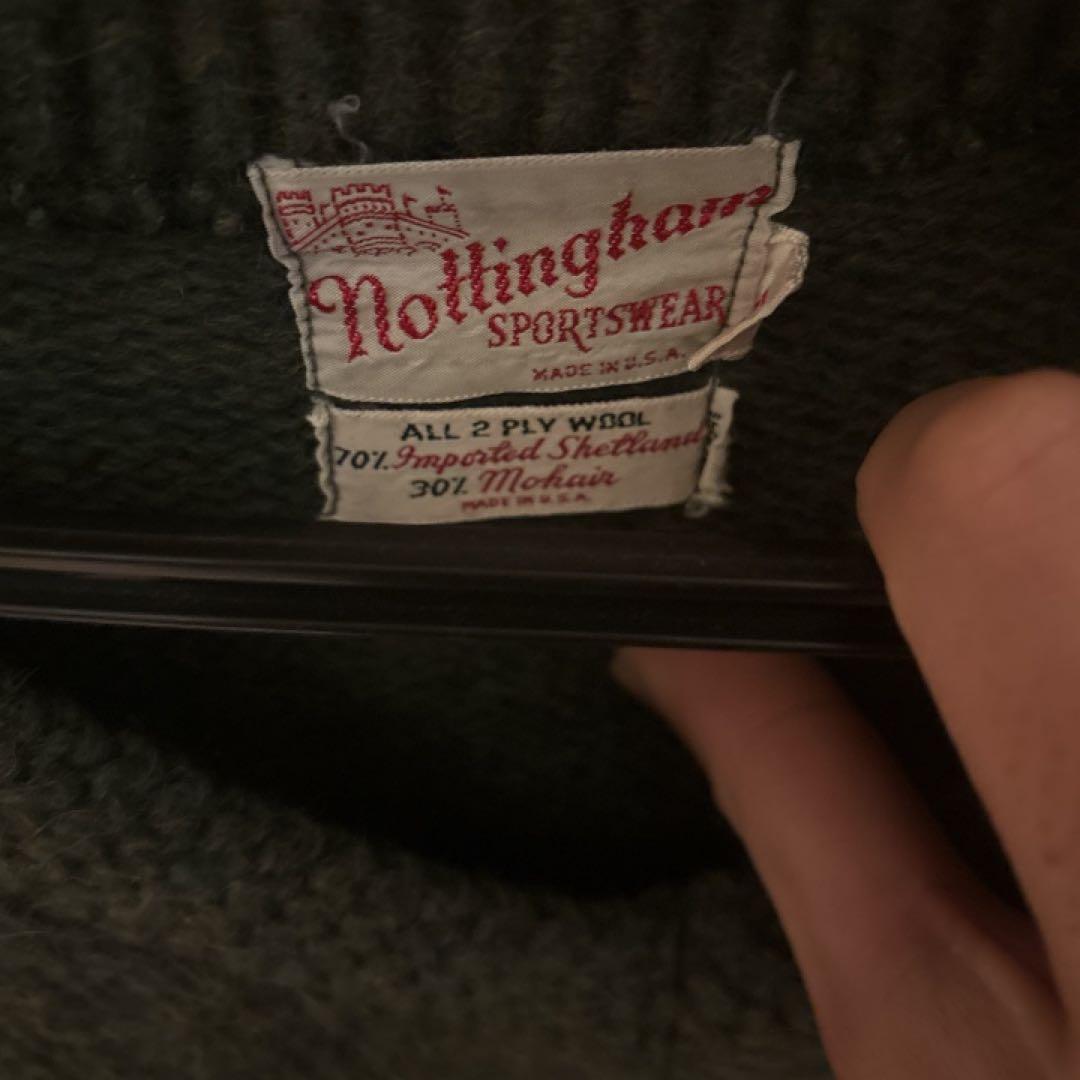 Nottingham
SPORTSWEAR
MADE IN U.S.A.
ALL 2 PLY WOOL
70% Imported Shetland
30% Mohair
MADE IN U.S.A.